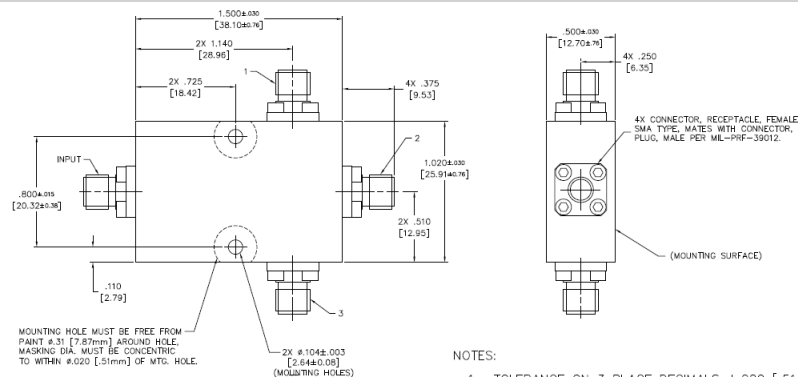 1.500±.030
[38.10±0.76]
2X 1.140
[28.96]
2X .725
[18.42]
1
4X .375
[9.53]
2
INPUT
.800±.015
[20.32±0.38]
1.020±.030
[25.91±0.76]
2X .510
[12.95]
.110
[2.79]
3
MOUNTING HOLE MUST BE FREE FROM
PAINT ø.31 [7.87mm] AROUND HOLE,
MASKING DIA. MUST BE CONCENTRIC
TO WITHIN ø.020 [.51mm] OF MTG. HOLE.
2X ø.104±.003
[2.64±0.08]
(MOUNTING HOLES)
.500±.030
[12.70±.76]
4X .250
[6.35]
4X CONNECTOR, RECEPTACLE, FEMALE
SMA TYPE, MATES WITH CONNECTOR,
PLUG, MALE PER MIL-PRF-39012.
(MOUNTING SURFACE)
NOTES: